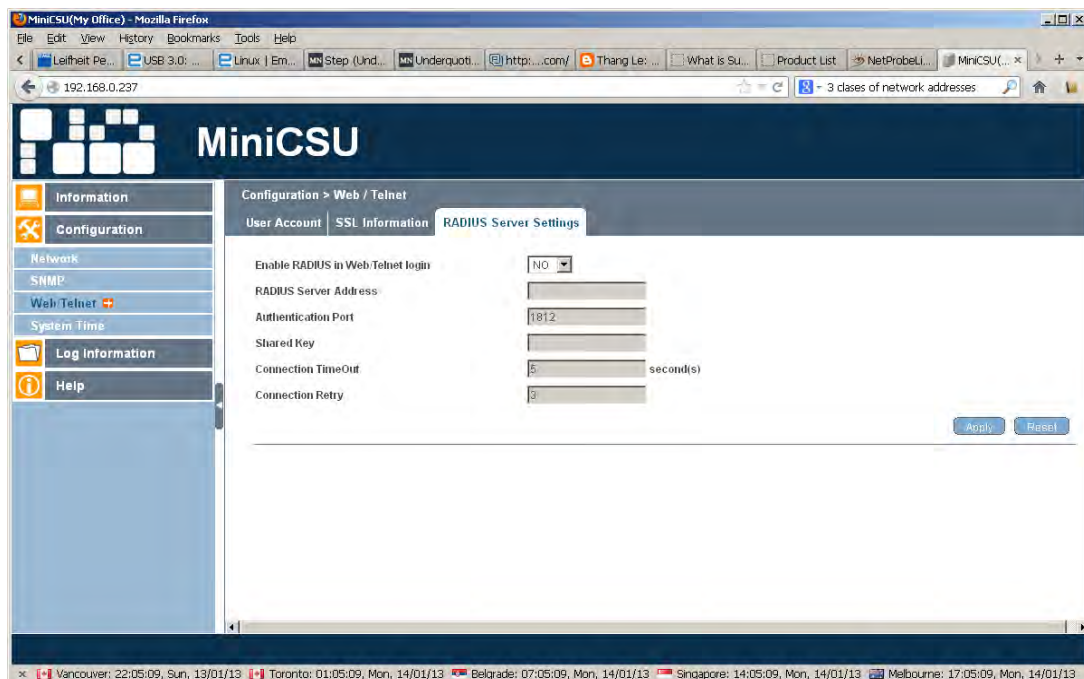 MiniCSU(My Office) - Mozilla Firefox
File Edit View History Bookmarks Tools Help
Leifheit Pe... USB 3.0: ... Linux | Em... MN Step (Und... MN Underquoti... http:....com/ Thang Le: ... What is Su... Product List NetProbeLi... MiniCSU(... ×
192.168.0.237 3 clases of network addresses
MiniCSU
Information
Configuration
Network
SNMP
Web/Telnet
System Time
Log Information
Help
Configuration > Web / Telnet
User Account | SSL Information RADIUS Server Settings
Enable RADIUS in Web/Telnet login NO
RADIUS Server Address
Authentication Port 1812
Shared Key
Connection TimeOut 5 second(s)
Connection Retry 3
Apply Reset
× Vancouver: 22:05:09, Sun, 13/01/13 Toronto: 01:05:09, Mon, 14/01/13 Belgrade: 07:05:09, Mon, 14/01/13 Singapore: 14:05:09, Mon, 14/01/13 Melbourne: 17:05:09, Mon, 14/01/13